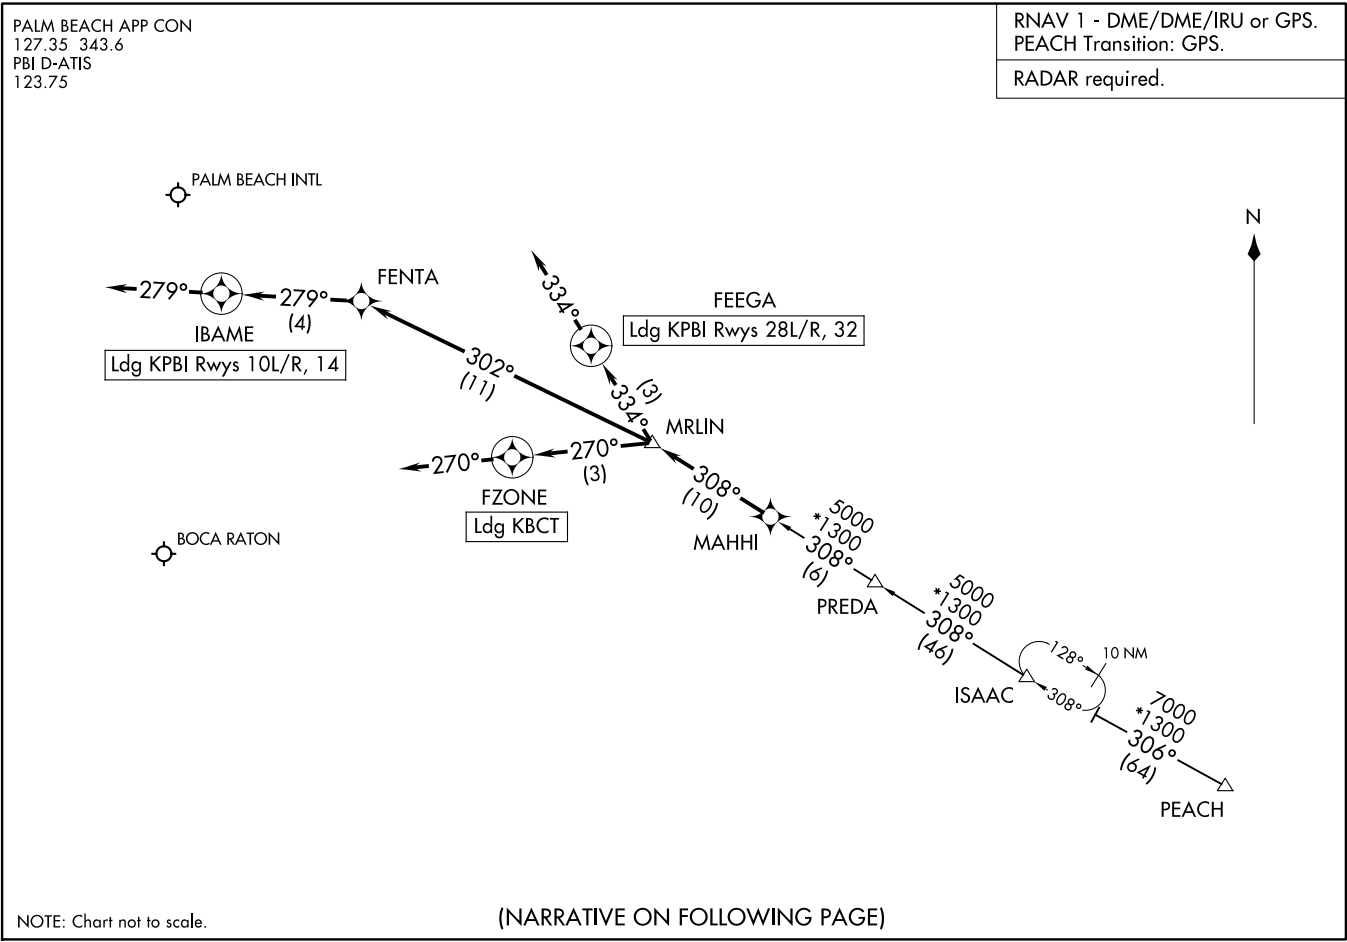 PALM BEACH APP CON
127.35 343.6
PBI D-ATIS
123.75
RNAV 1 - DME/DME/IRU or GPS.
PEACH Transition: GPS.
RADAR required.
PALM BEACH INTL
N
FENTA
279°
279°
(4)
IBAME
Ldg KPBI Rwys 10L/R, 14
334°
FEEGA
Ldg KPBI Rwys 28L/R, 32
302°
(11)
(3)
334°
MRLIN
270°
270°
(3)
FZONE
Ldg KBCT
308°
(10)
MAHHI
BOCA RATON
5000
*1300
308°
(6)
PREDA
5000
*1300
308°
(46)
ISAAC
128°
10 NM
308°
7000
*1300
306°
(64)
PEACH
NOTE: Chart not to scale.
(NARRATIVE ON FOLLOWING PAGE)